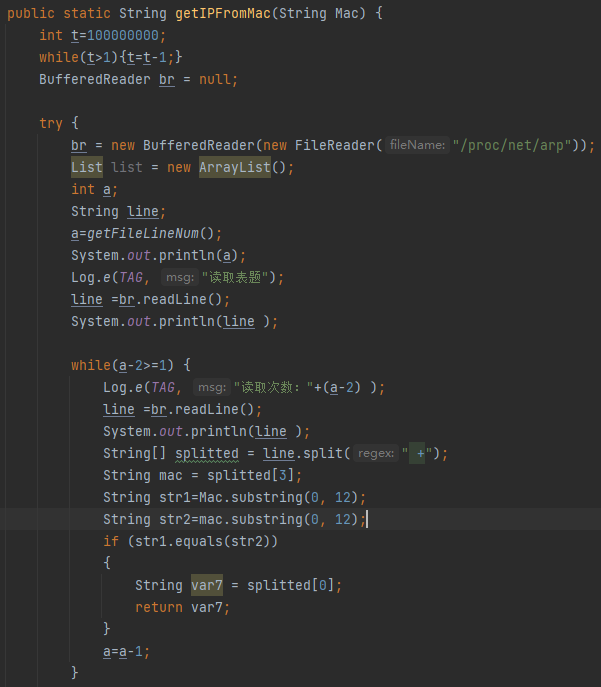 public static String getIPFromMac(String Mac) {
    int t=100000000;
    while(t>1){t=t-1;}
    BufferedReader br = null;

    try {
        br = new BufferedReader(new FileReader( fileName: "/proc/net/arp"));
        List list = new ArrayList();
        int a;
        String line;
        a=getFileLineNum();
        System.out.println(a);
        Log.e(TAG, msg: "读取表题");
        line =br.readLine();
        System.out.println(line );

        while(a-2>=1) {
            Log.e(TAG, msg: "读取次数："+(a-2) );
            line =br.readLine();
            System.out.println(line );
            String[] splitted = line.split( regex: " +");
            String mac = splitted[3];
            String str1=Mac.substring(0, 12);
            String str2=mac.substring(0, 12);
            if (str1.equals(str2))
            {
                String var7 = splitted[0];
                return var7;
            }
            a=a-1;
        }